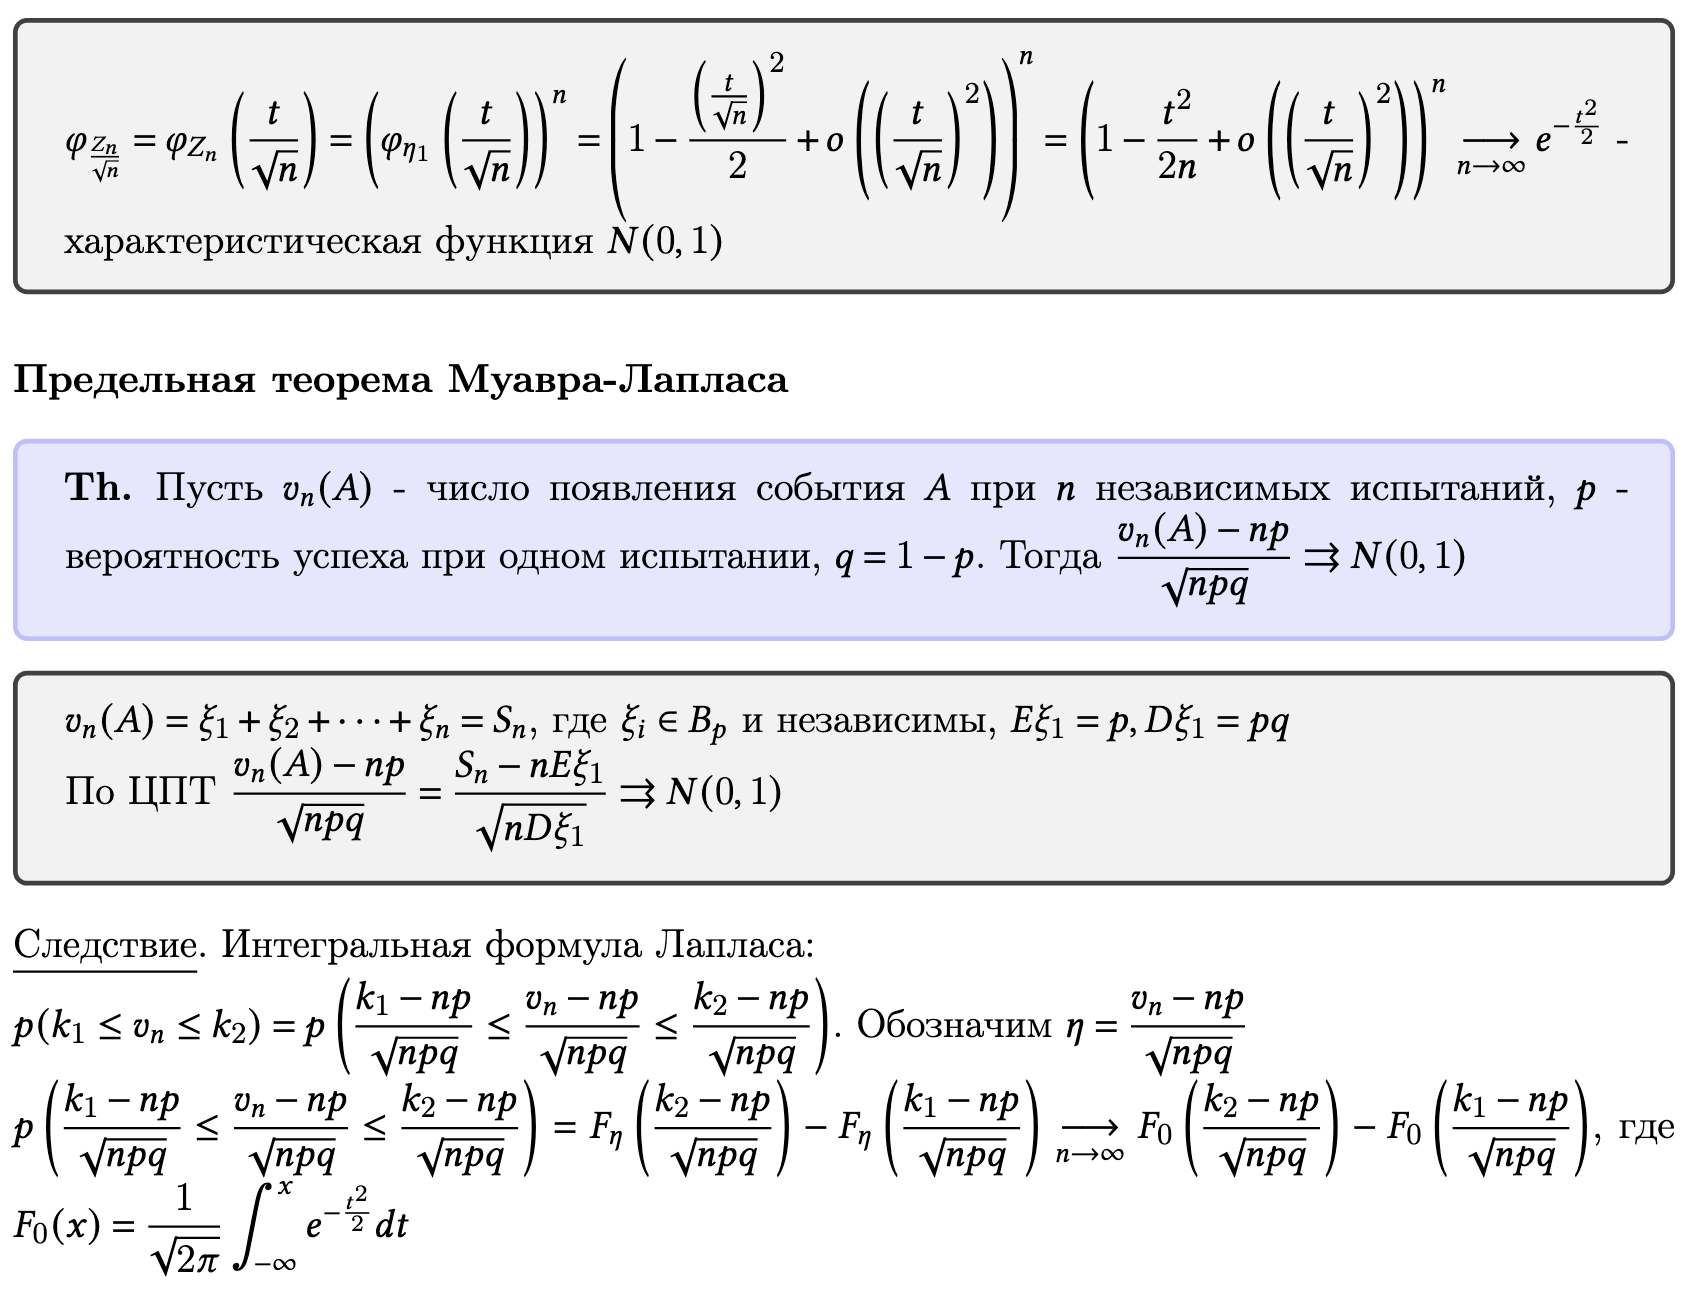 $\varphi_{\frac{Z_n}{\sqrt{n}}} = \varphi_{Z_n}\left(\frac{t}{\sqrt{n}}\right) = \left(\varphi_{\eta_1}\left(\frac{t}{\sqrt{n}}\right)\right)^n = \left(1 - \frac{\left(\frac{t}{\sqrt{n}}\right)^2}{2} + o\left(\left(\frac{t}{\sqrt{n}}\right)^2\right)\right)^n = \left(1 - \frac{t^2}{2n} + o\left(\left(\frac{t}{\sqrt{n}}\right)^2\right)\right)^n \underset{n\to\infty}{\longrightarrow} e^{-\frac{t^2}{2}}$ -
характеристическая функция $N(0, 1)$
Предельная теорема Муавра-Лапласа
Th. Пусть $v_n(A)$ - число появления события $A$ при $n$ независимых испытаний, $p$ -
вероятность успеха при одном испытании, $q = 1 - p$. Тогда $\frac{v_n(A) - np}{\sqrt{npq}} \rightrightarrows N(0, 1)$
$v_n(A) = \xi_1 + \xi_2 + \cdots + \xi_n = S_n$, где $\xi_i \in B_p$ и независимы, $E\xi_1 = p, D\xi_1 = pq$
По ЦПТ $\frac{v_n(A) - np}{\sqrt{npq}} = \frac{S_n - nE\xi_1}{\sqrt{nD\xi_1}} \rightrightarrows N(0, 1)$
Следствие. Интегральная формула Лапласа:
$p(k_1 \leq v_n \leq k_2) = p\left(\frac{k_1 - np}{\sqrt{npq}} \leq \frac{v_n - np}{\sqrt{npq}} \leq \frac{k_2 - np}{\sqrt{npq}}\right)$. Обозначим $\eta = \frac{v_n - np}{\sqrt{npq}}$
$p\left(\frac{k_1 - np}{\sqrt{npq}} \leq \frac{v_n - np}{\sqrt{npq}} \leq \frac{k_2 - np}{\sqrt{npq}}\right) = F_\eta\left(\frac{k_2 - np}{\sqrt{npq}}\right) - F_\eta\left(\frac{k_1 - np}{\sqrt{npq}}\right) \underset{n\to\infty}{\longrightarrow} F_0\left(\frac{k_2 - np}{\sqrt{npq}}\right) - F_0\left(\frac{k_1 - np}{\sqrt{npq}}\right)$, где
$F_0(x) = \frac{1}{\sqrt{2\pi}} \int_{-\infty}^{x} e^{-\frac{t^2}{2}} dt$